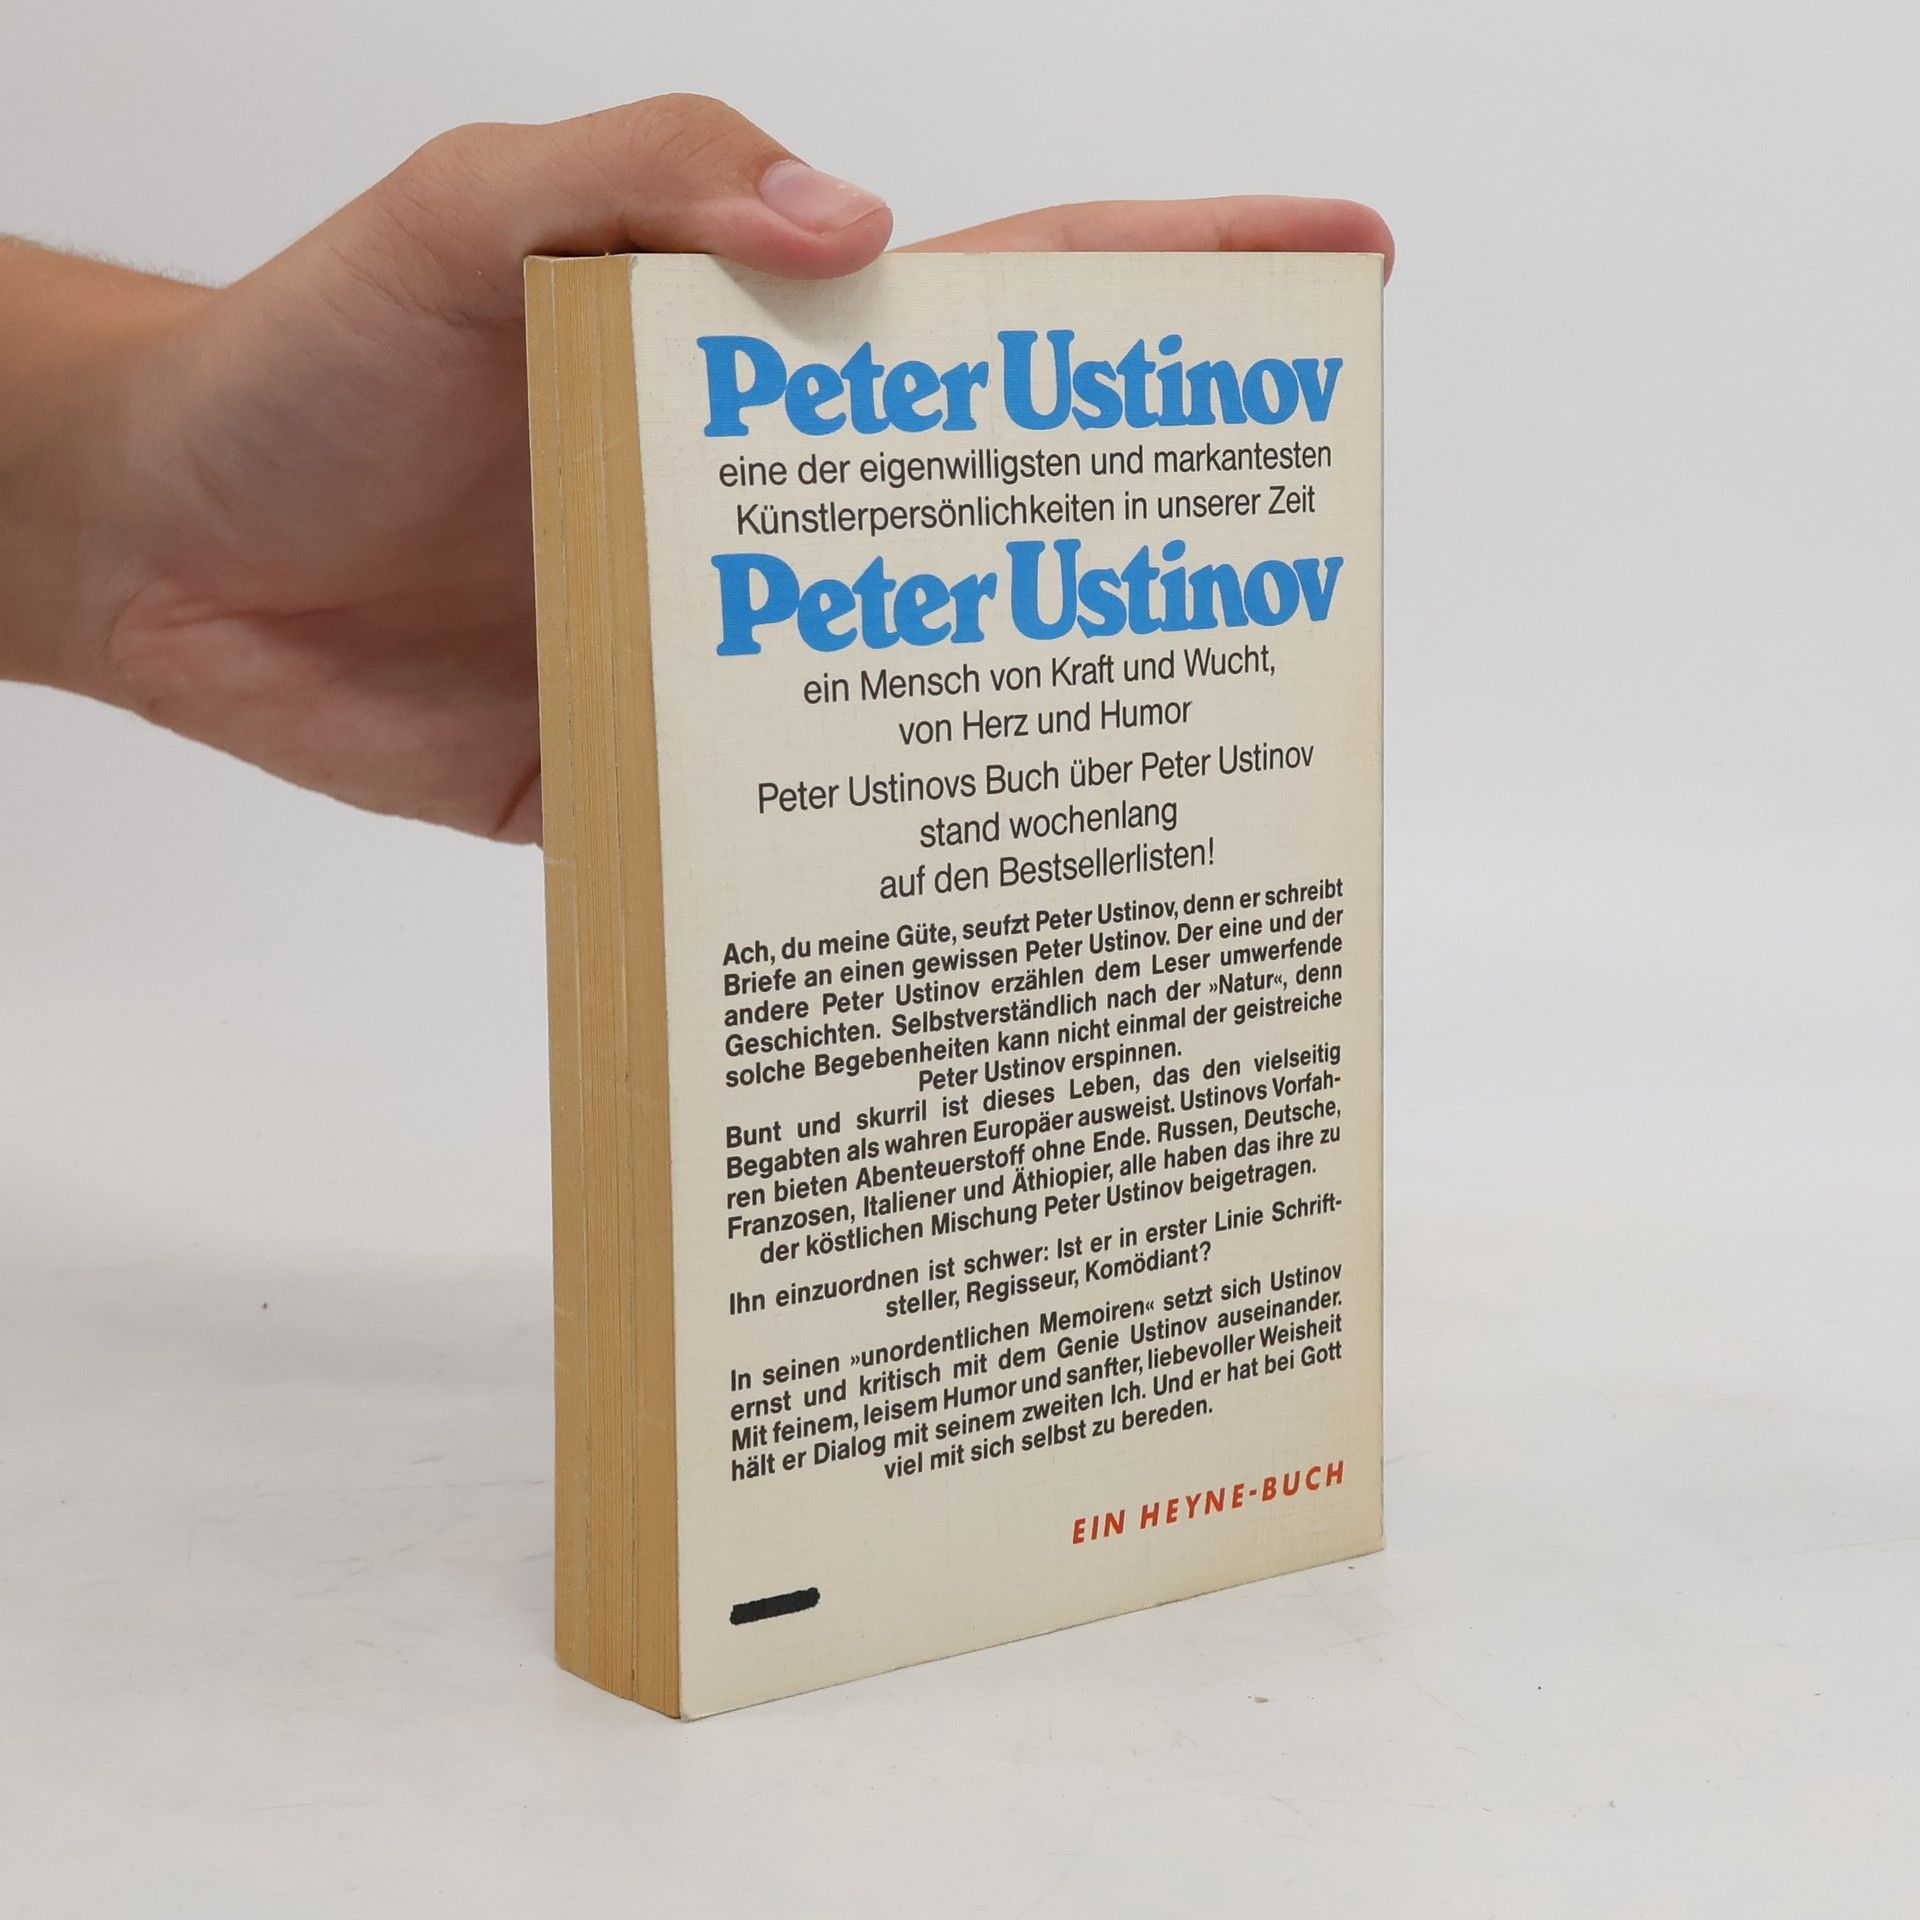 Peter Ustinov
eine der eigenwilligsten und markantesten
Künstlerpersönlichkeiten in unserer Zeit
Peter Ustinov
ein Mensch von Kraft und Wucht,
von Herz und Humor
Peter Ustinovs Buch über Peter Ustinov
stand wochenlang
auf den Bestsellerlisten!
Ach, du meine Güte, seufzt Peter Ustinov, denn er schreibt
Briefe an einen gewissen Peter Ustinov. Der eine und der
andere Peter Ustinov erzählen dem Leser umwerfende
Geschichten. Selbstverständlich nach der »Natur«, denn
solche Begebenheiten kann nicht einmal der geistreiche
Peter Ustinov erspinnen.
Bunt und skurril ist dieses Leben, das den vielseitig
Begabten als wahren Europäer ausweist. Ustinovs Vorfah-
ren bieten Abenteuerstoff ohne Ende. Russen, Deutsche,
Franzosen, Italiener und Äthiopier, alle haben das ihre zu
der köstlichen Mischung Peter Ustinov beigetragen.
Ihn einzuordnen ist schwer: Ist er in erster Linie Schrift-
steller, Regisseur, Komödiant?
In seinen »unordentlichen Memoiren« setzt sich Ustinov
ernst und kritisch mit dem Genie Ustinov auseinander.
Mit feinem, leisem Humor und sanfter, liebevoller Weisheit
hält er Dialog mit seinem zweiten Ich. Und er hat bei Gott
viel mit sich selbst zu bereden.
EIN HEYNE-BUCH